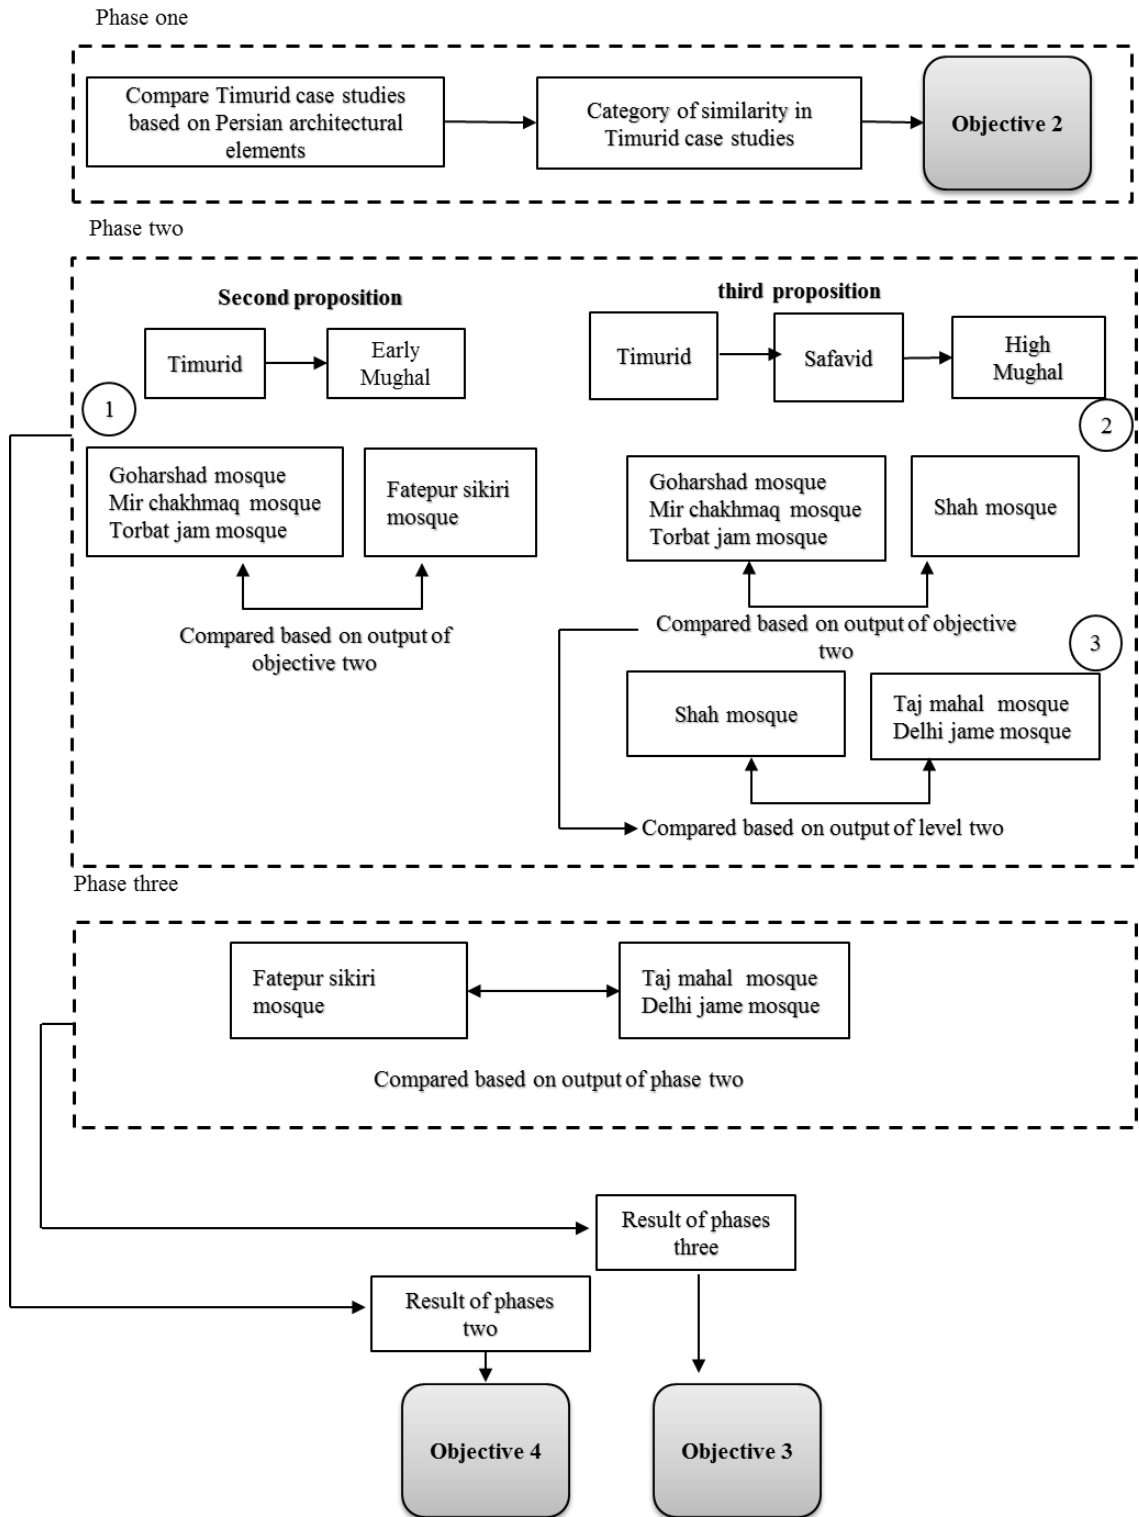 Phase one
Compare Timurid case studies
based on Persian architectural
elements
Category of similarity in
Timurid case studies
Objective 2
Phase two
Second proposition
Timurid
Early
Mughal
1
Goharshad mosque
Mir chakhmaq mosque
Torbat jam mosque
Fatepur sikiri
mosque
Compared based on output of
objective two
third proposition
Timurid
Safavid
High
Mughal
2
Goharshad mosque
Mir chakhmaq mosque
Torbat jam mosque
Shah mosque
Compared based on output of objective
two
3
Shah mosque
Taj mahal mosque
Delhi jame mosque
Compared based on output of level two
Phase three
Fatepur sikiri
mosque
Taj mahal mosque
Delhi jame mosque
Compared based on output of phase two
Result of phases
three
Result of phases
two
Objective 4
Objective 3